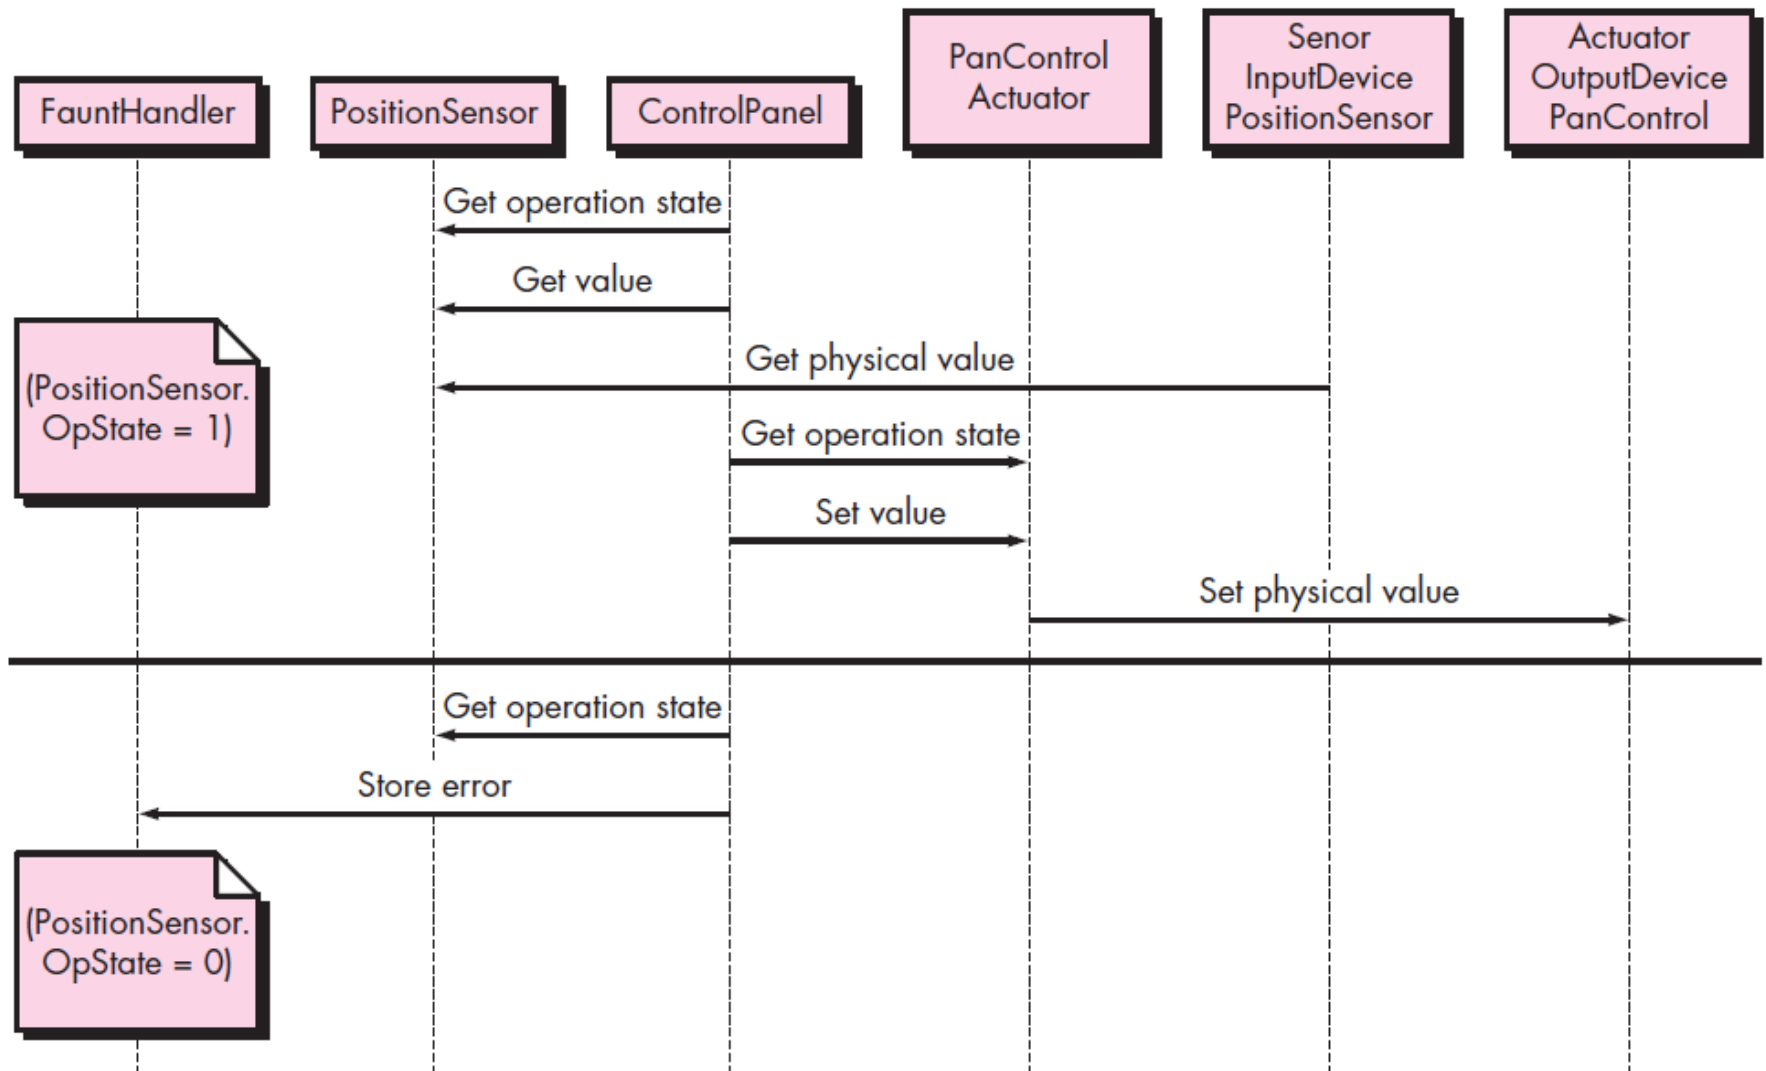 FauntHandler
PositionSensor
ControlPanel
PanControl
Actuator
Senor
InputDevice
PositionSensor
Actuator
OutputDevice
PanControl
Get operation state
Get value
Get physical value
(PositionSensor.
OpState = 1)
Get operation state
Set value
Set physical value
Get operation state
Store error
(PositionSensor.
OpState = 0)